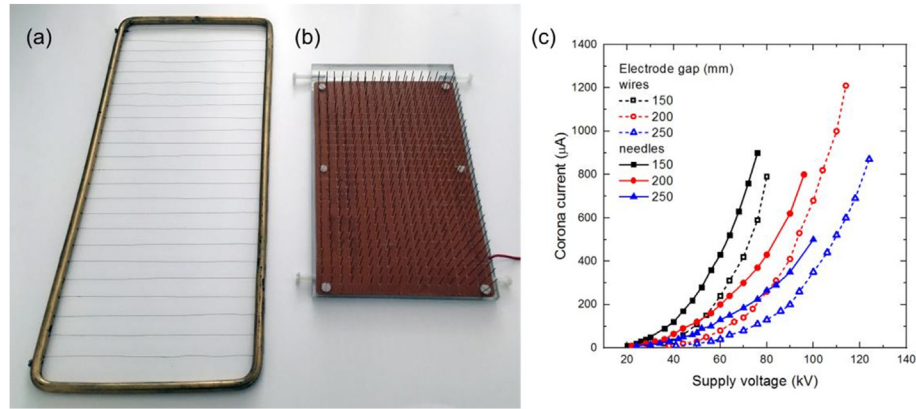 (a)
(b)
(c)
1400
1200
1000
800
600
400
200
0
Corona current (μA)
Electrode gap (mm)
wires
150
200
250
needles
150
200
250
0 20 40 60 80 100 120 140
Supply voltage (kV)